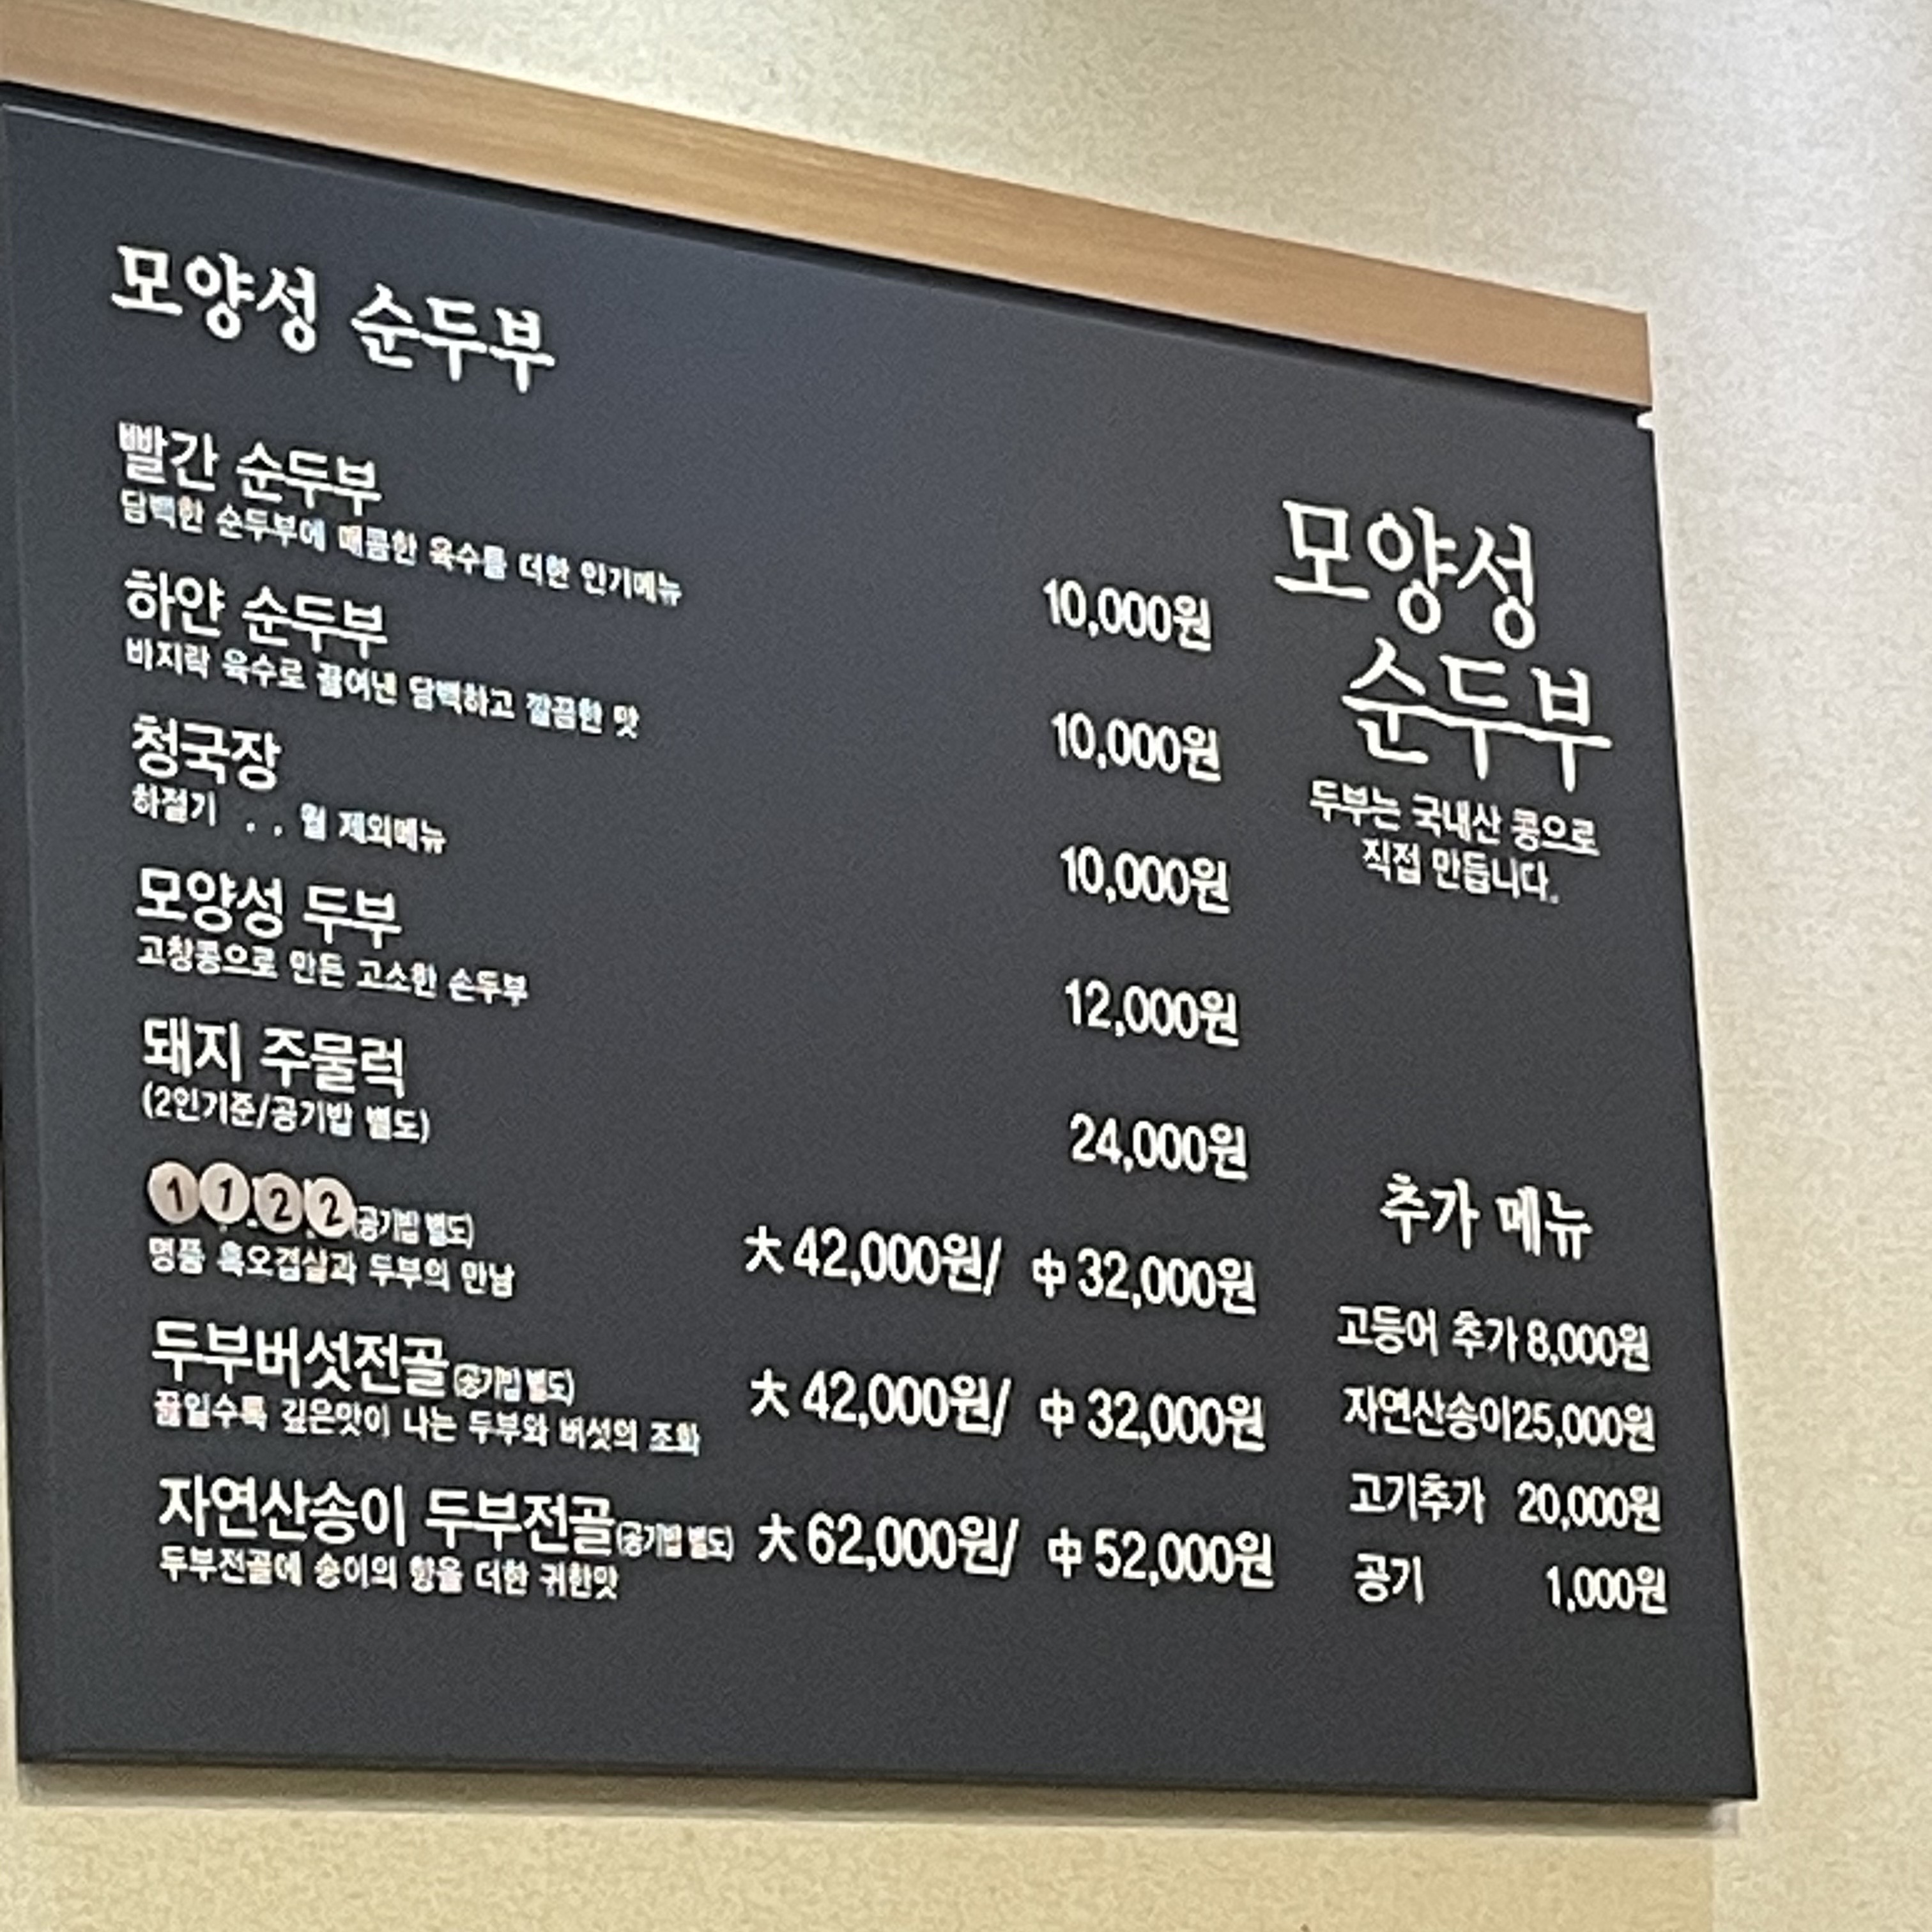 모양성 순두부
빨간 순두부
담백한 순두부에 매콤한 육수를 더한 인기메뉴
10,000원
하얀 순두부
바지락 육수로 끓여낸 담백하고 깔끔한 맛
10,000원
청국장
하절기 . . 월 제외메뉴
10,000원
모양성 두부
고창콩으로 만든 고소한 손두부
12,000원
돼지 주물럭
(2인기준/공기밥 별도)
24,000원
1 1 2 2 (공기밥 별도)
명품 흑오겹살과 두부의 만남
大 42,000원/ 中 32,000원
두부버섯전골(공기밥 별도)
끓일수록 깊은맛이 나는 두부와 버섯의 조화
大 42,000원/ 中 32,000원
자연산송이 두부전골(공기밥 별도)
두부전골에 송이의 향을 더한 귀한맛
大 62,000원/ 中 52,000원
모양성
순두부
두부는 국내산 콩으로
직접 만듭니다.
추가 메뉴
고등어 추가 8,000원
자연산송이25,000원
고기추가 20,000원
공기 1,000원